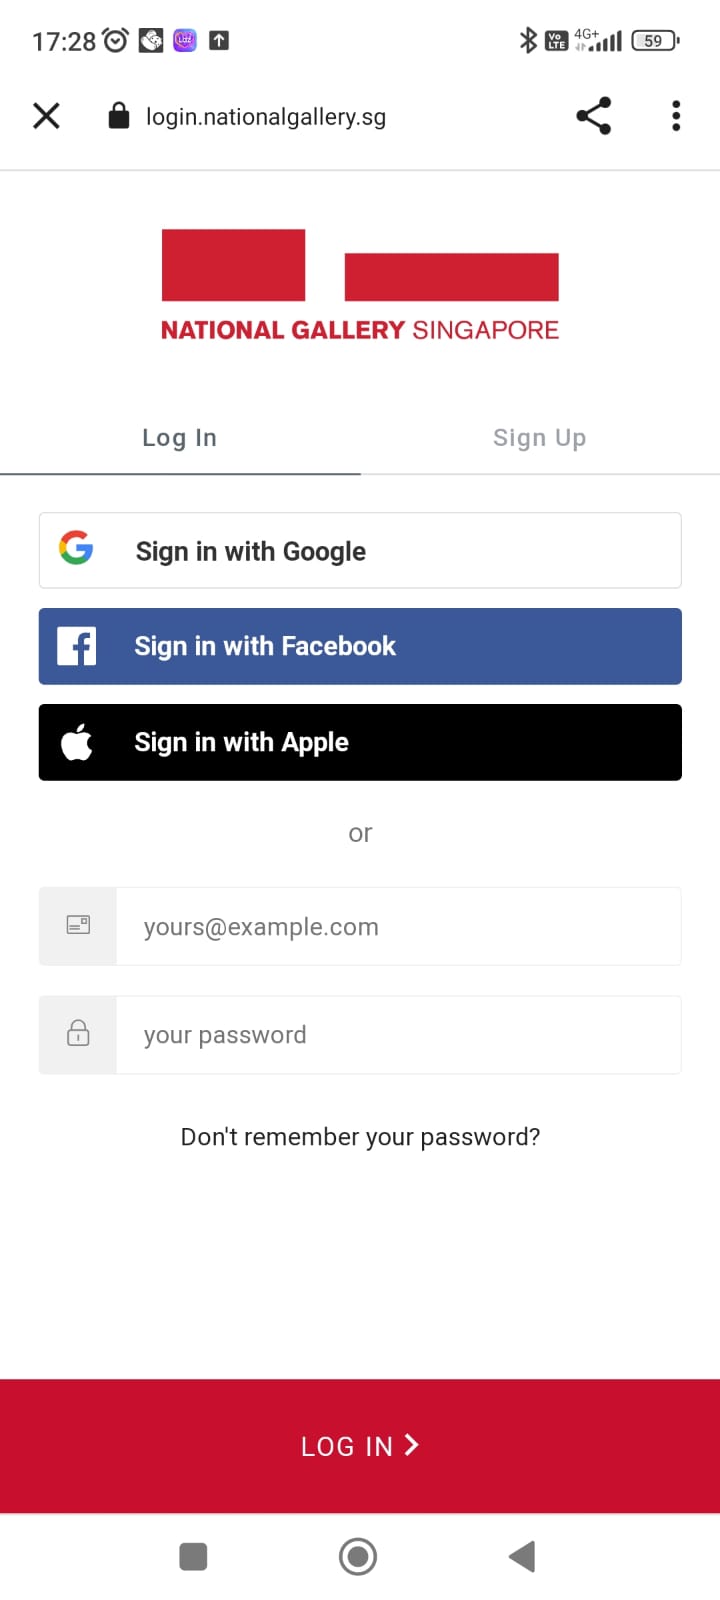 17:28 4G+ 59
Vo LTE
login.nationalgallery.sg
NATIONAL GALLERY SINGAPORE
Log In Sign Up
Sign in with Google
Sign in with Facebook
Sign in with Apple
or
yours@example.com
your password
Don't remember your password?
LOG IN